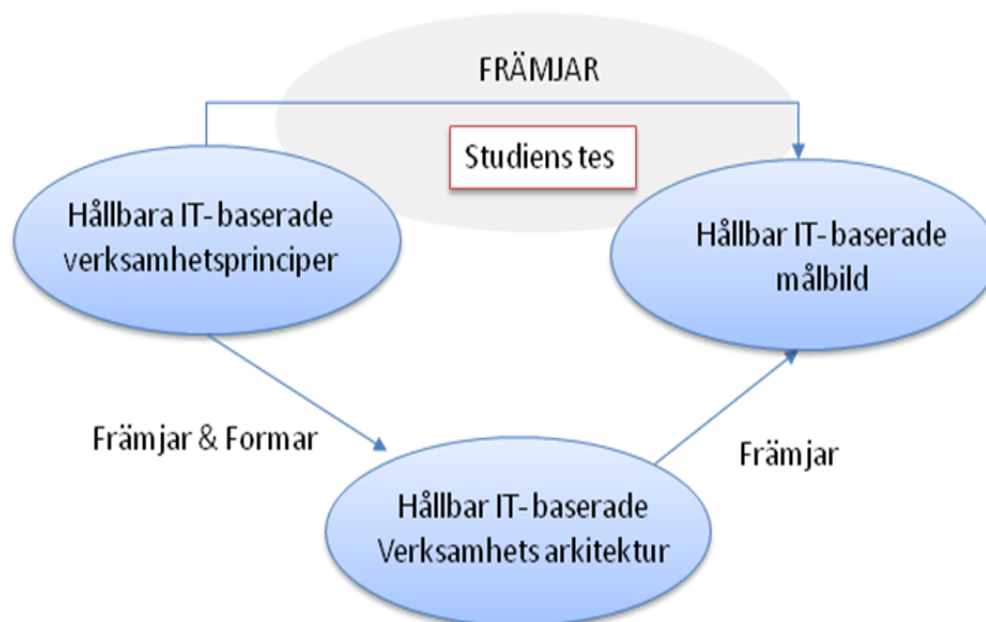 FRÄMJAR
Studiens tes
Hållbara IT-baserade
verksamhetsprinciper
Hållbar IT-baserade
målbild
Främjar & Formar
Främjar
Hållbar IT-baserade
Verksamhets arkitektur